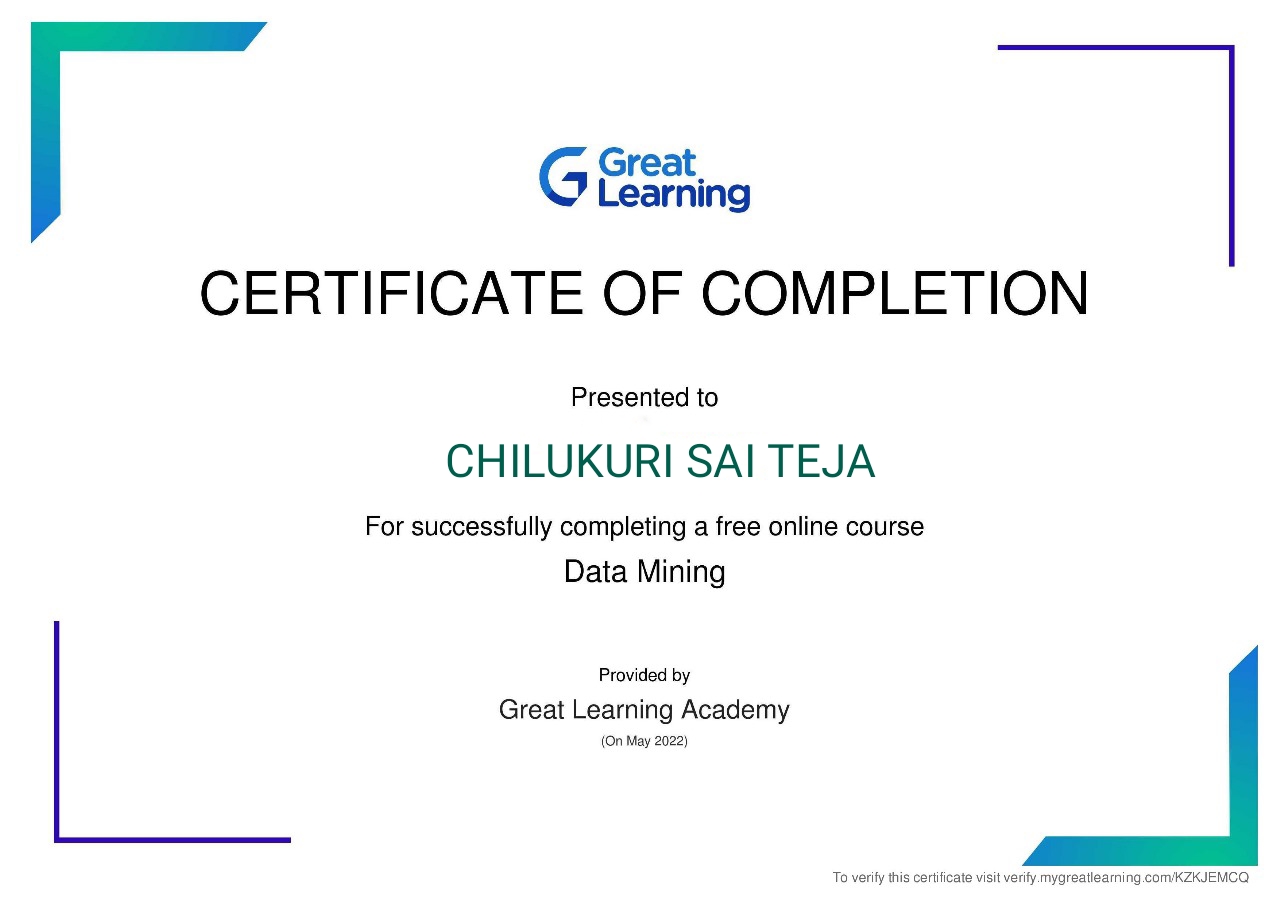 Great
Learning
CERTIFICATE OF COMPLETION
Presented to
CHILUKURI SAI TEJA
For successfully completing a free online course
Data Mining
Provided by
Great Learning Academy
(On May 2022)
To verify this certificate visit verify.mygreatlearning.com/KZKJEMCQ